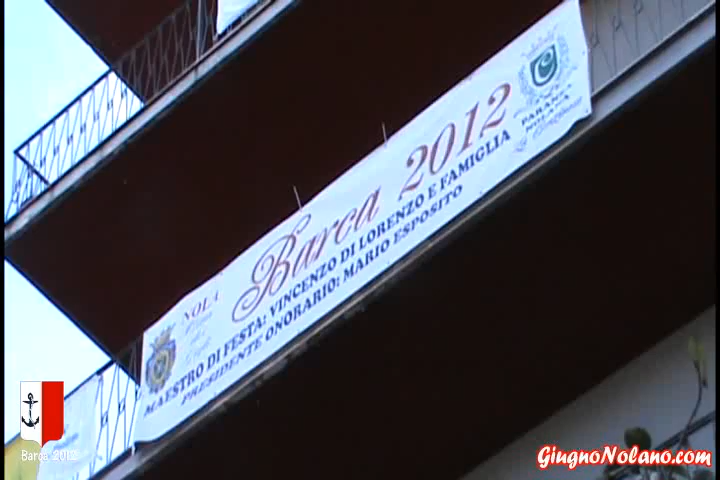 Barca 2012
MAESTRO DI FESTA: VINCENZO DI LORENZO E FAMIGLIA
PRESIDENTE ONORARIO: MARIO ESPOSITO
NOLA
PARANZA
NOLANA
Barca 2012
GiugnoNolano.com